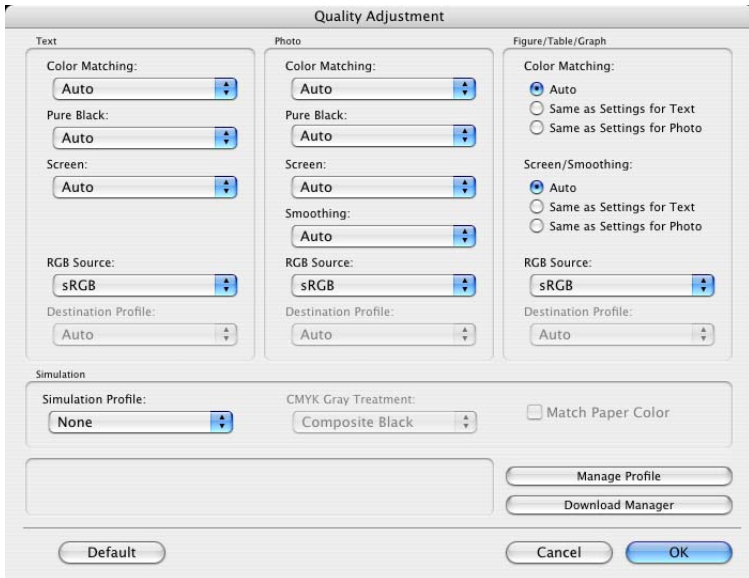 Quality Adjustment
Text
Color Matching:
Auto
Pure Black:
Auto
Screen:
Auto
RGB Source:
sRGB
Destination Profile:
Auto
Photo
Color Matching:
Auto
Pure Black:
Auto
Screen:
Auto
Smoothing:
Auto
RGB Source:
sRGB
Destination Profile:
Auto
Figure/Table/Graph
Color Matching:
Auto
Same as Settings for Text
Same as Settings for Photo
Screen/Smoothing:
Auto
Same as Settings for Text
Same as Settings for Photo
RGB Source:
sRGB
Destination Profile:
Auto
Simulation
Simulation Profile:
None
CMYK Gray Treatment:
Composite Black
Match Paper Color
Manage Profile
Download Manager
Default
Cancel
OK